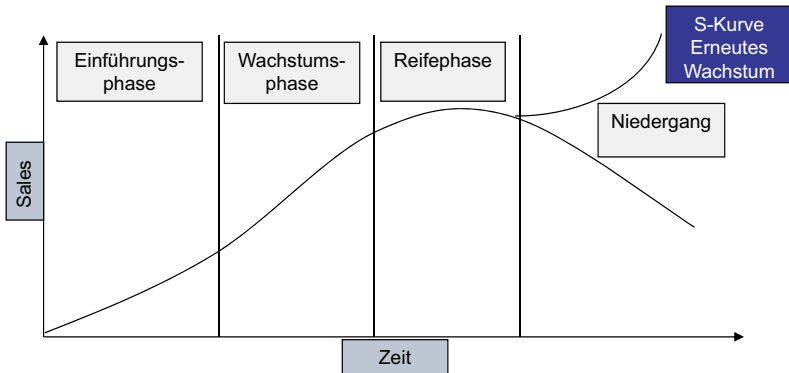 Einführungs-
phase
Wachstums-
phase
Reifephase
S-Kurve
Erneutes
Wachstum
Niedergang
Sales
Zeit